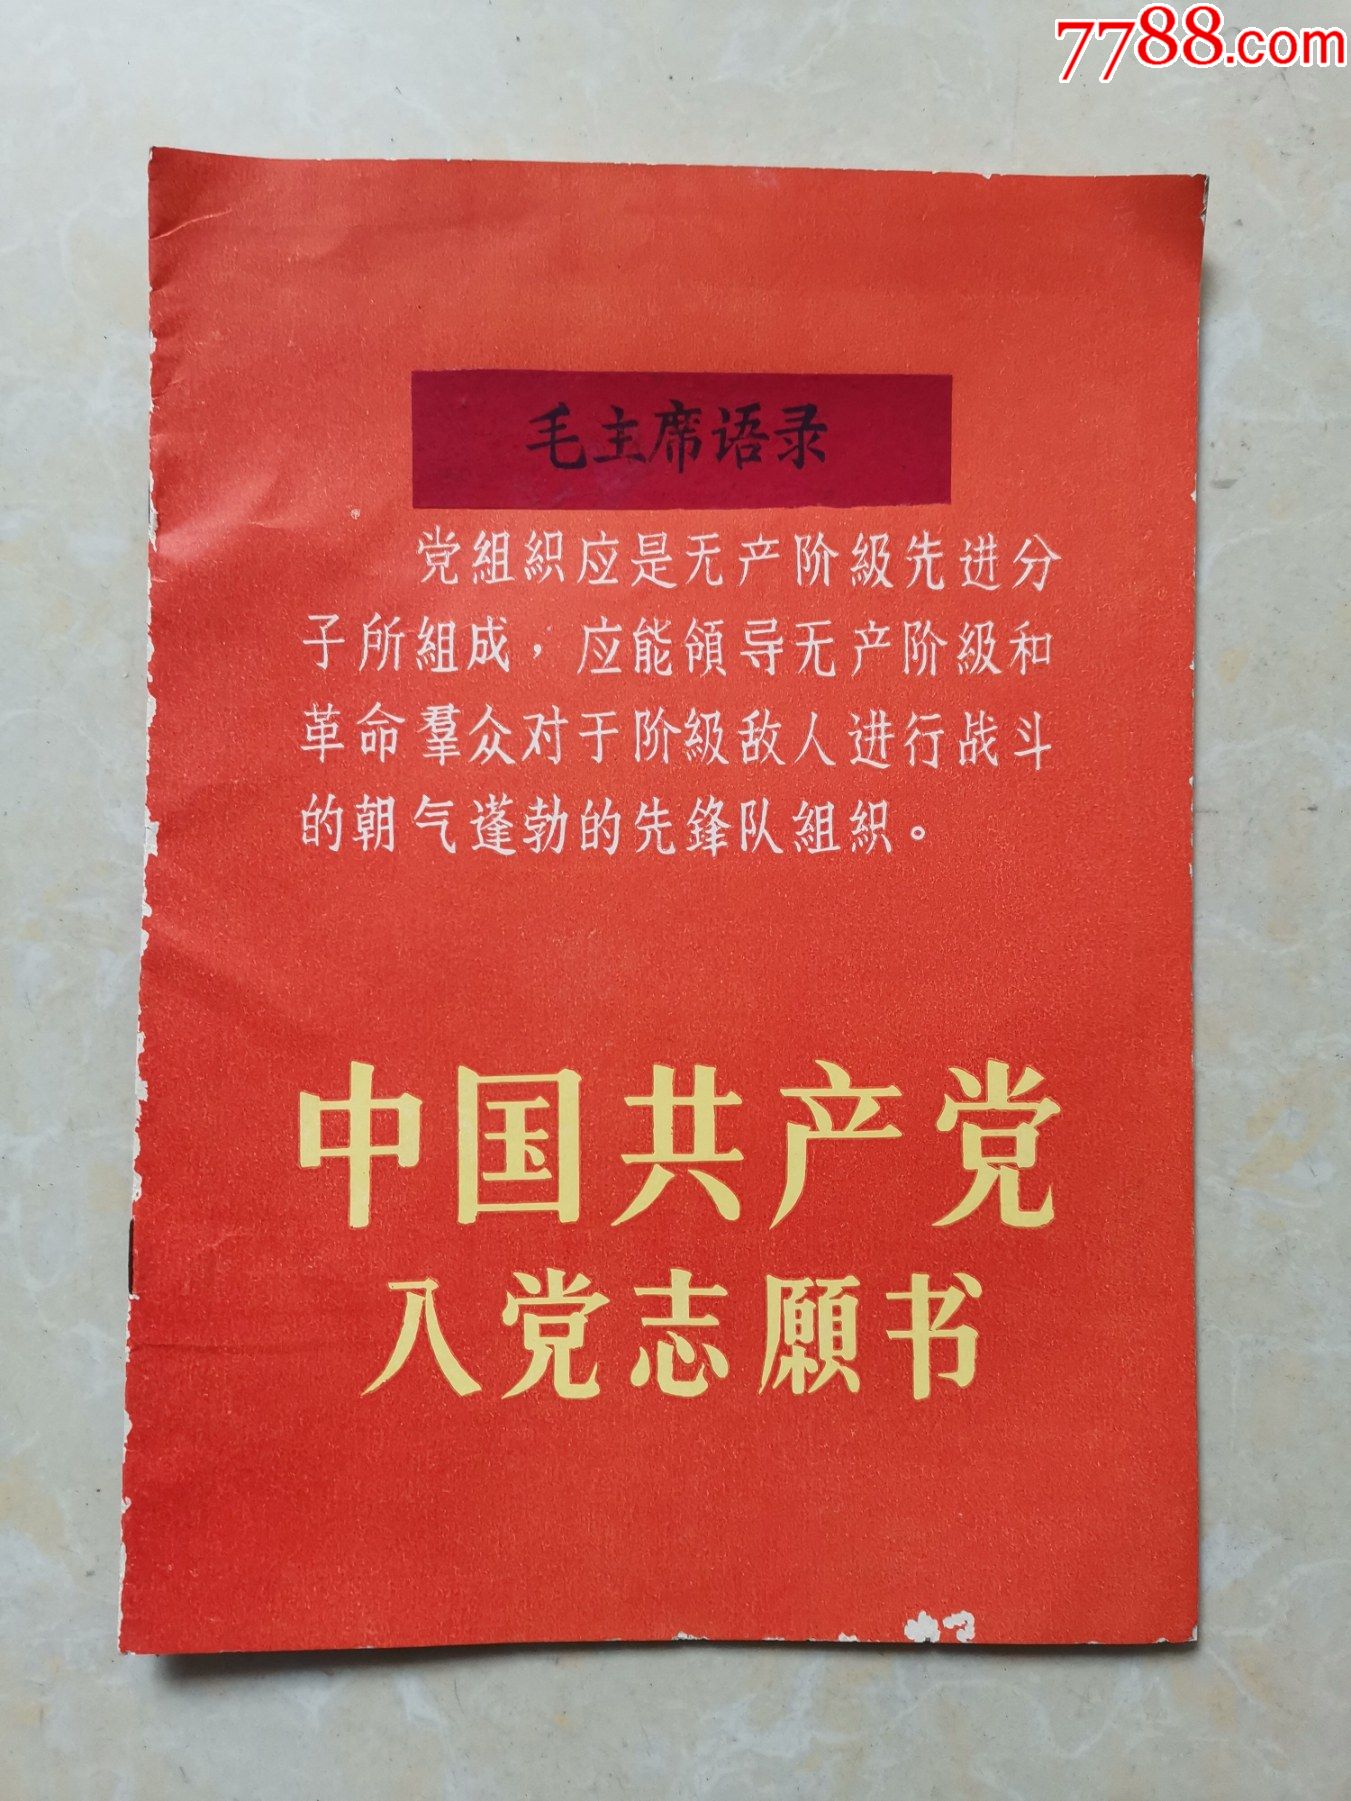 7788.com
毛主席语录
党組織应是无产阶級先进分
子所組成，应能領导无产阶級和
革命羣众对于阶級敌人进行战斗
的朝气蓬勃的先鋒队組織。
中国共产党
入党志願书